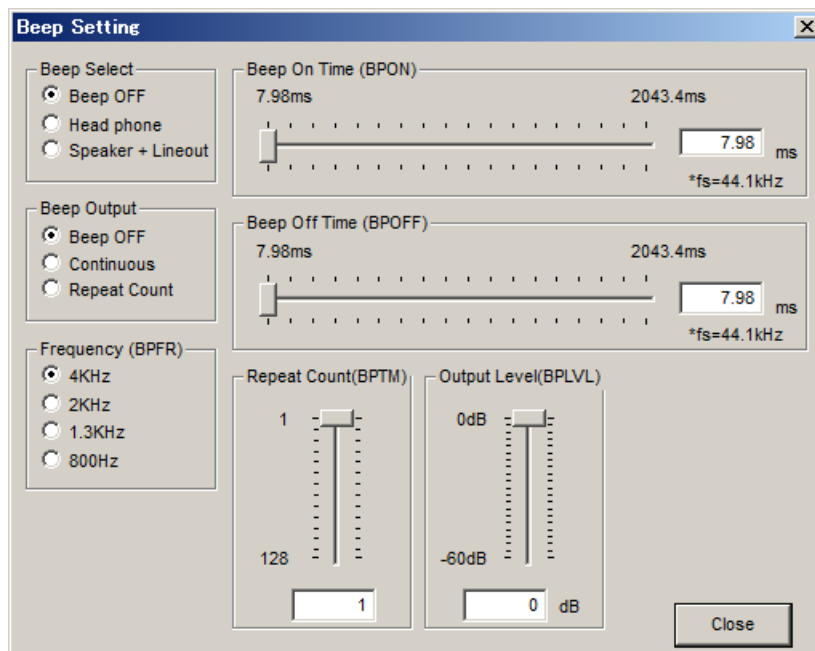 Beep Setting
Beep Select
Beep OFF
Head phone
Speaker + Lineout
Beep On Time (BPON)
7.98ms 2043.4ms
7.98 ms
*fs=44.1kHz
Beep Output
Beep OFF
Continuous
Repeat Count
Beep Off Time (BPOFF)
7.98ms 2043.4ms
7.98 ms
*fs=44.1kHz
Frequency (BPFR)
4KHz
2KHz
1.3KHz
800Hz
Repeat Count(BPTM)
1
128
1
Output Level(BPLVL)
0dB
-60dB
0 dB
Close